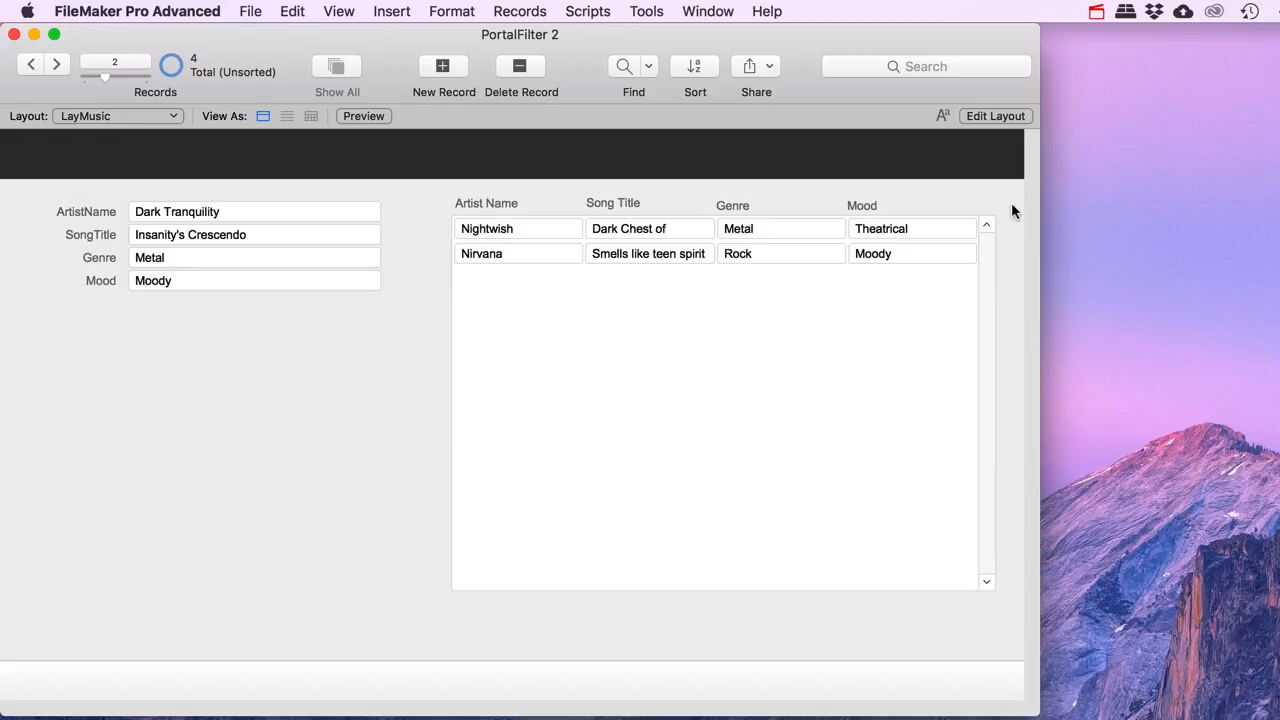 FileMaker Pro Advanced File Edit View Insert Format Records Scripts Tools Window Help
PortalFilter 2
2
4
Total (Unsorted)
Records
Show All
New Record
Delete Record
Find
Sort
Share
Search
Layout: LayMusic View As: Preview Aa Edit Layout
ArtistName Dark Tranquility
SongTitle Insanity's Crescendo
Genre Metal
Mood Moody
Artist Name Song Title Genre Mood
Nightwish Dark Chest of Metal Theatrical
Nirvana Smells like teen spirit Rock Moody